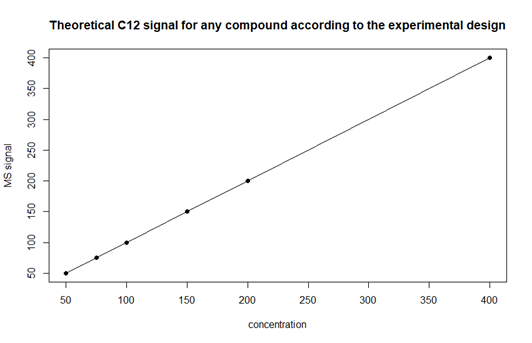 Theoretical C12 signal for any compound according to the experimental design
400
350
300
250
200
150
100
50
MS signal
50 100 150 200 250 300 350 400
concentration